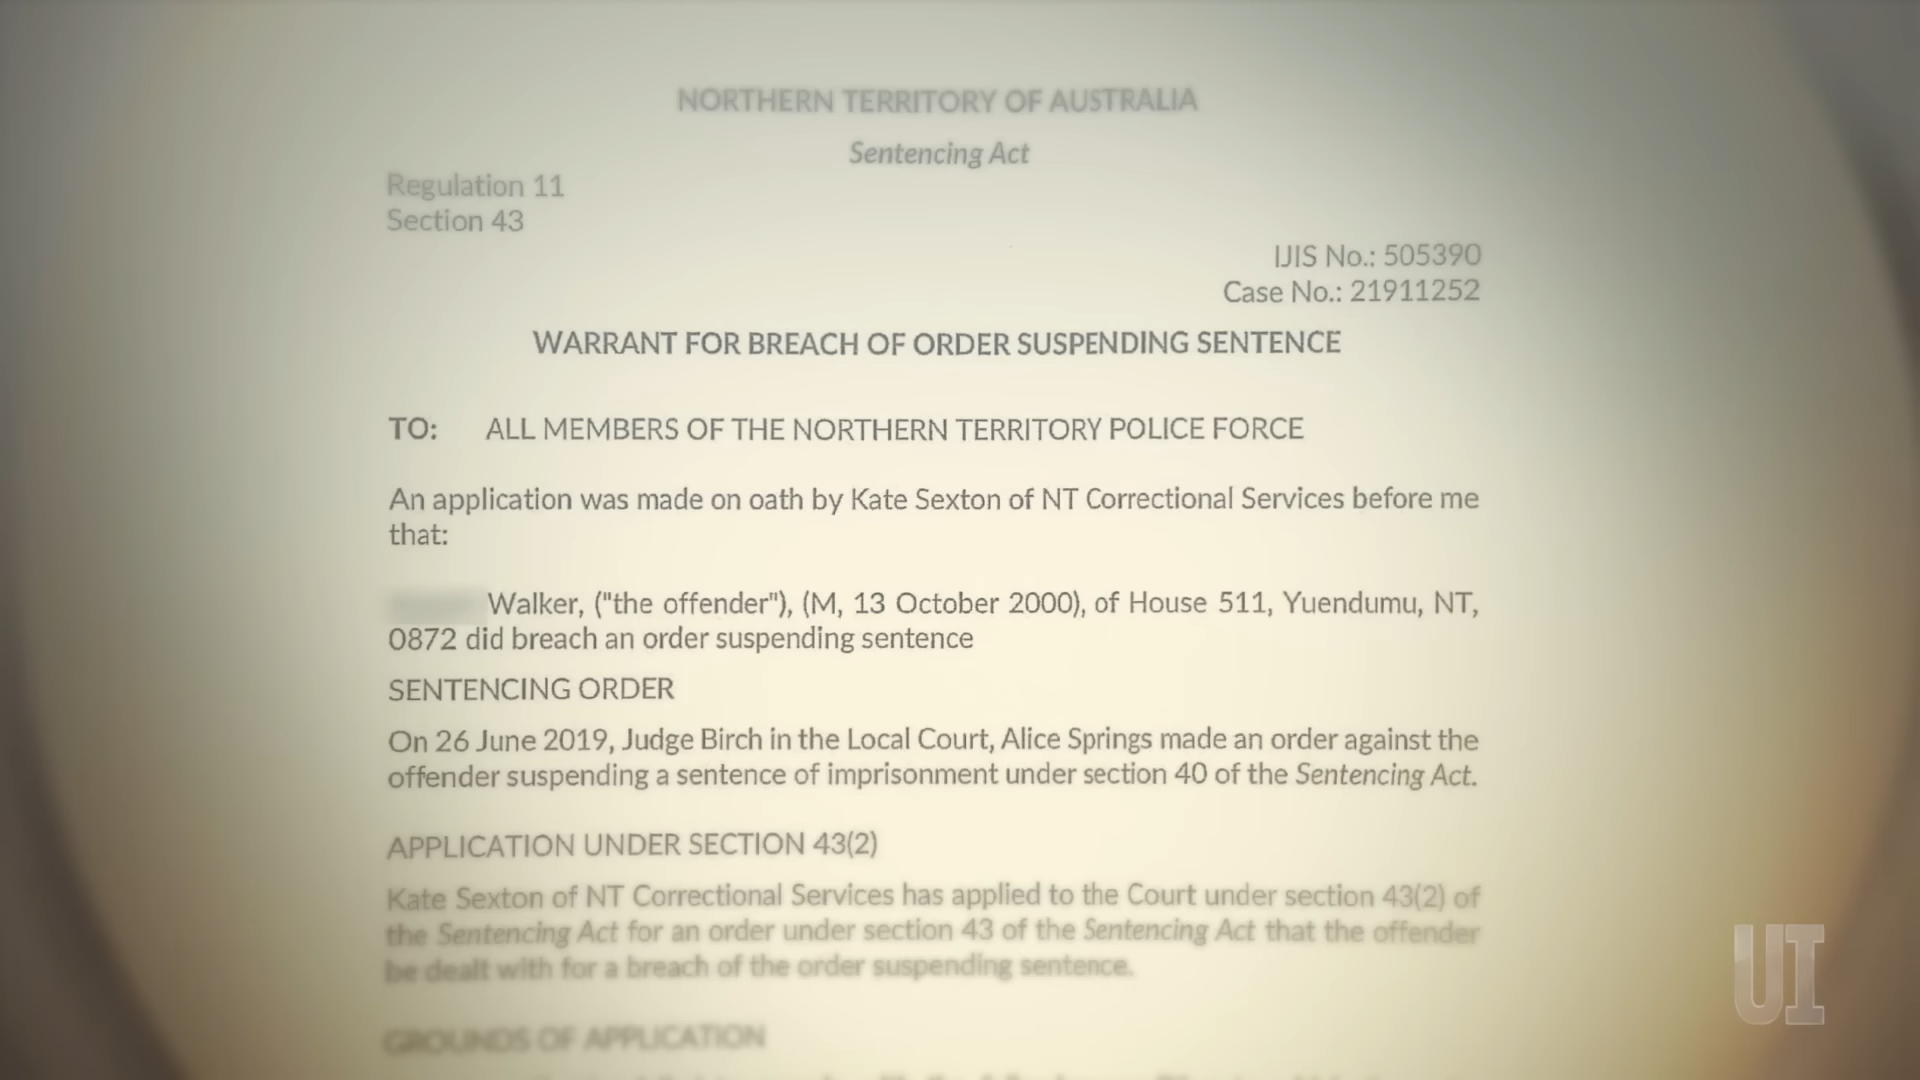 NORTHERN TERRITORY OF AUSTRALIA
Sentencing Act
Regulation 11
Section 43
IJIS No.: 505390
Case No.: 21911252
WARRANT FOR BREACH OF ORDER SUSPENDING SENTENCE
TO: ALL MEMBERS OF THE NORTHERN TERRITORY POLICE FORCE
An application was made on oath by Kate Sexton of NT Correctional Services before me
that:
Walker, ("the offender"), (M, 13 October 2000), of House 511, Yuendumu, NT,
0872 did breach an order suspending sentence
SENTENCING ORDER
On 26 June 2019, Judge Birch in the Local Court, Alice Springs made an order against the
offender suspending a sentence of imprisonment under section 40 of the Sentencing Act.
APPLICATION UNDER SECTION 43(2)
Kate Sexton of NT Correctional Services has applied to the Court under section 43(2) of
the Sentencing Act for an order under section 43 of the Sentencing Act that the offender
be dealt with for a breach of the order suspending sentence.
GROUNDS OF APPLICATION
UI